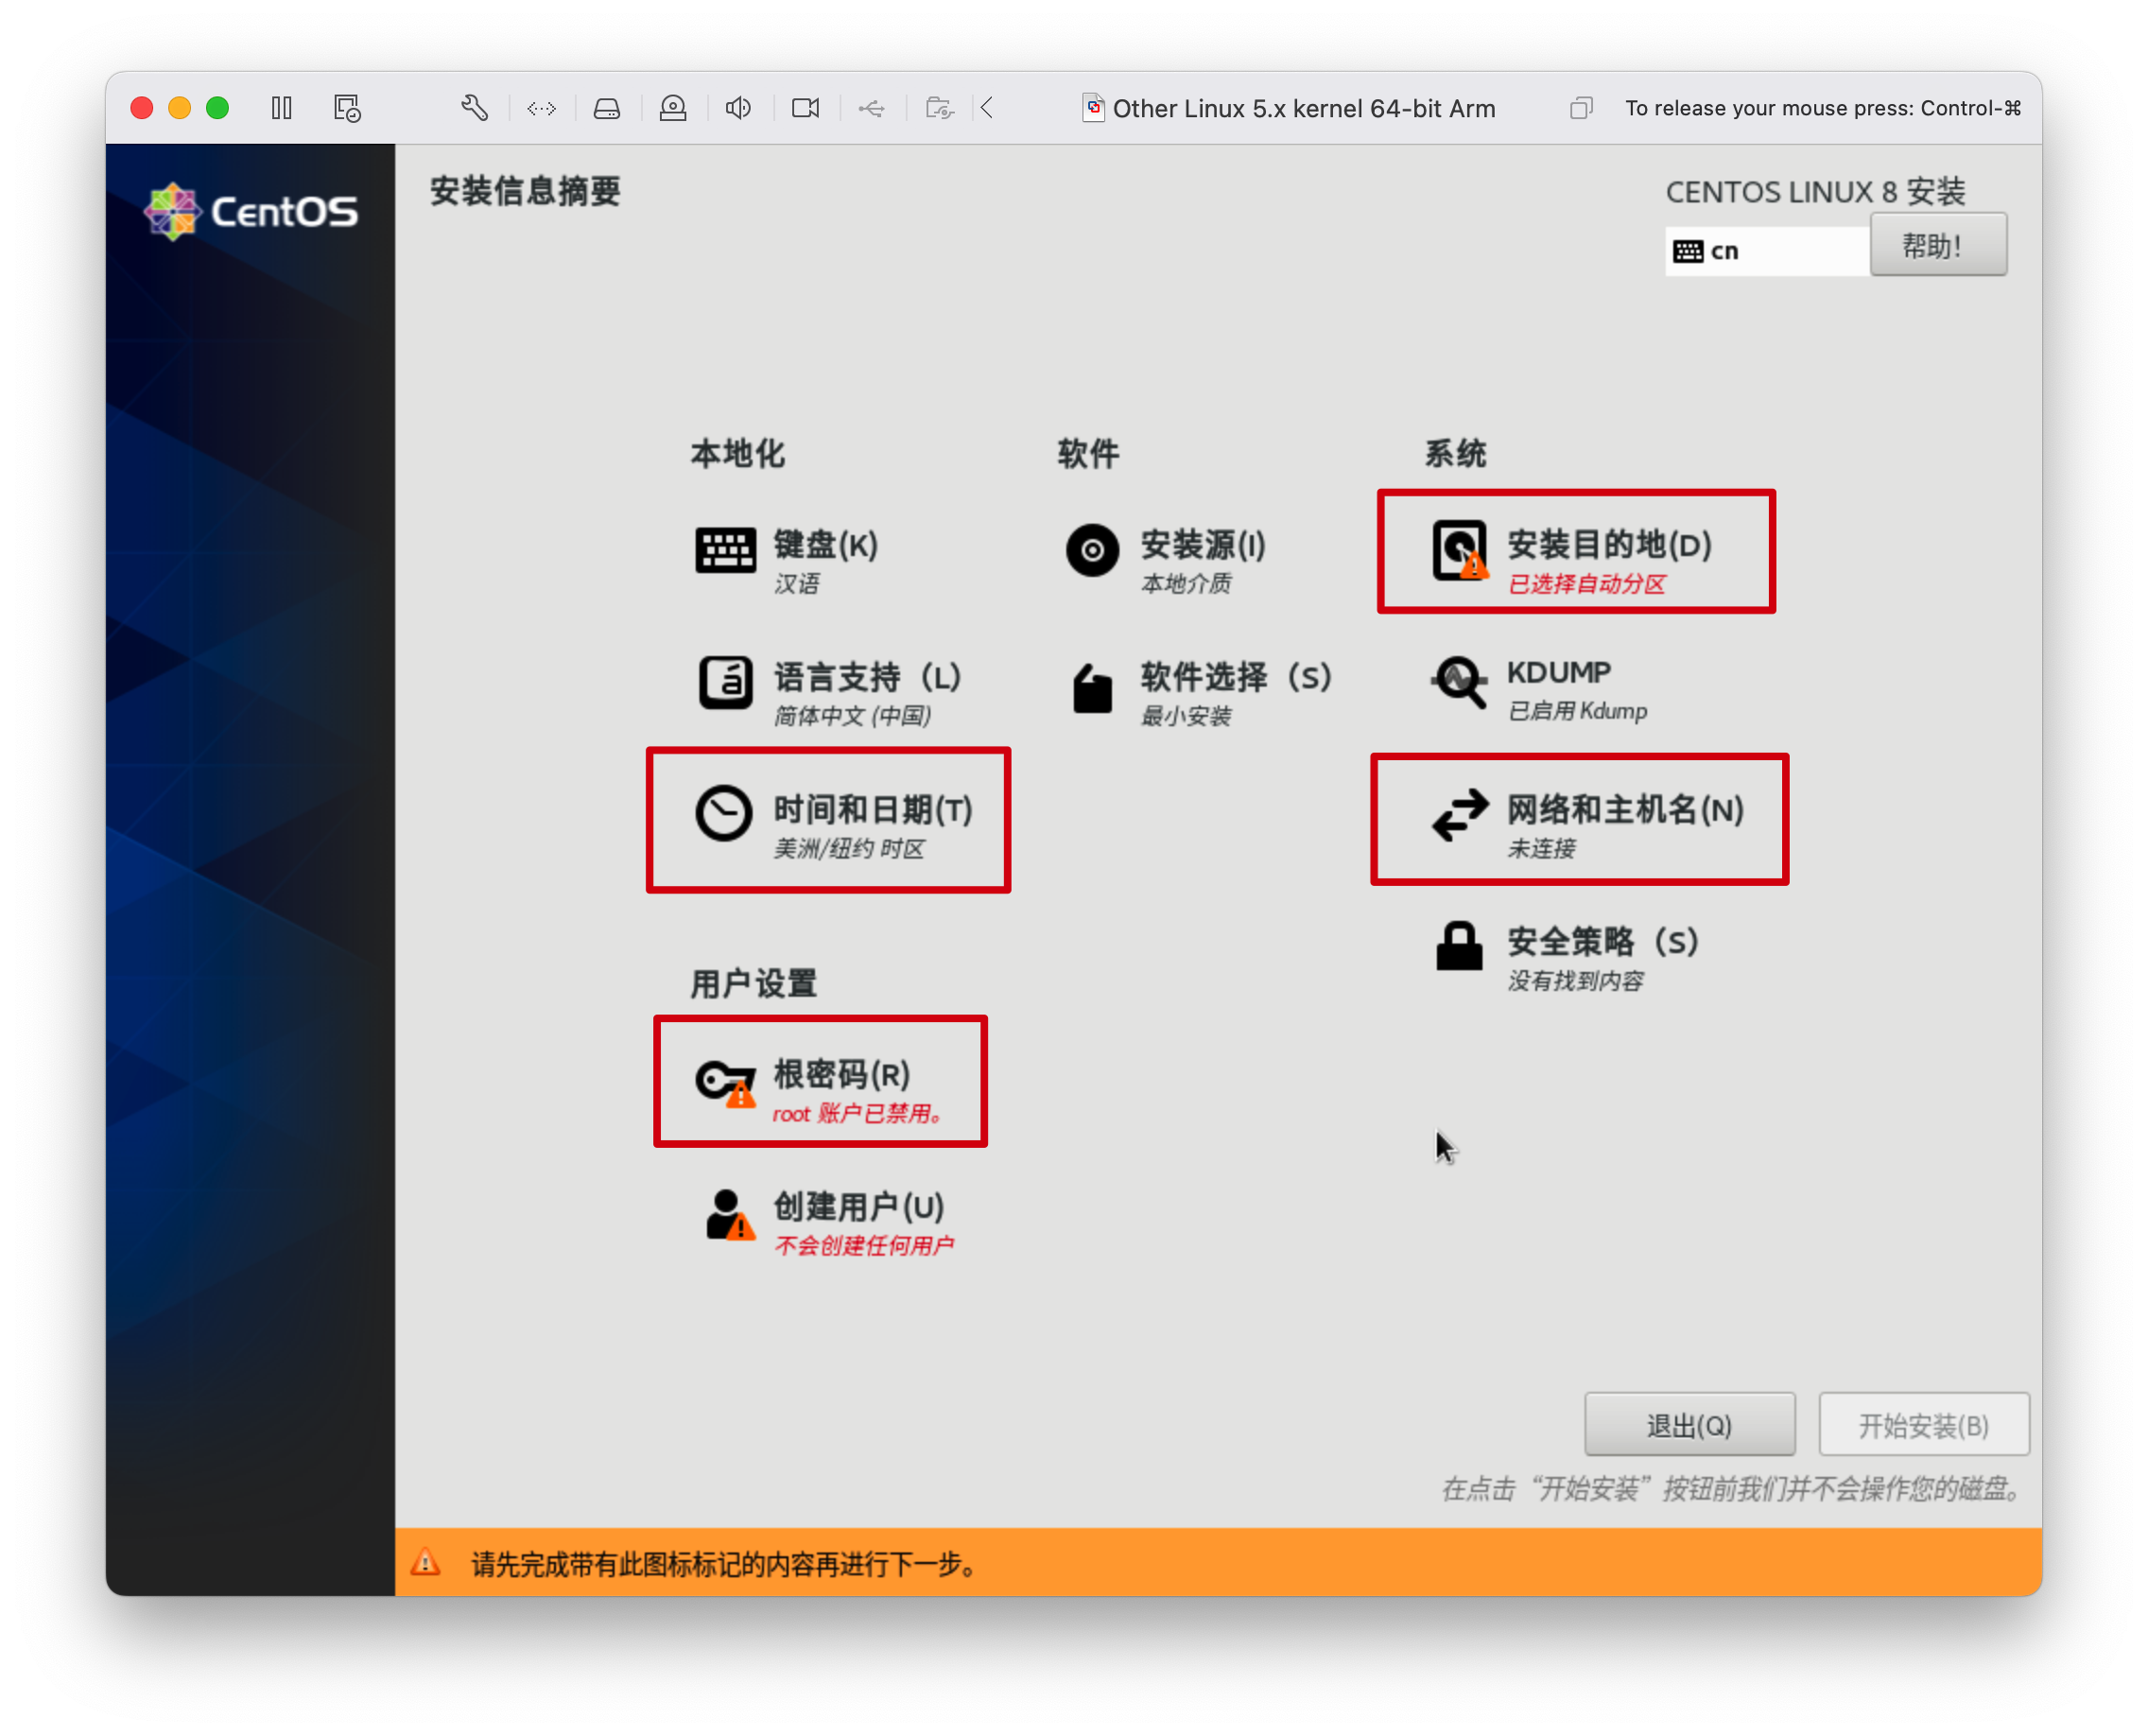 Other Linux 5.x kernel 64-bit Arm
To release your mouse press: Control-⌘
CentOS
安装信息摘要
CENTOS LINUX 8 安装
cn
帮助!
本地化
软件
系统
键盘(K)
汉语
安装源(I)
本地介质
安装目的地(D)
已选择自动分区
语言支持（L）
简体中文 (中国)
软件选择（S）
最小安装
KDUMP
已启用 Kdump
时间和日期(T)
美洲/纽约 时区
网络和主机名(N)
未连接
安全策略（S）
没有找到内容
用户设置
根密码(R)
root 账户已禁用。
创建用户(U)
不会创建任何用户
退出(Q)
开始安装(B)
在点击“开始安装”按钮前我们并不会操作您的磁盘。
请先完成带有此图标标记的内容再进行下一步。